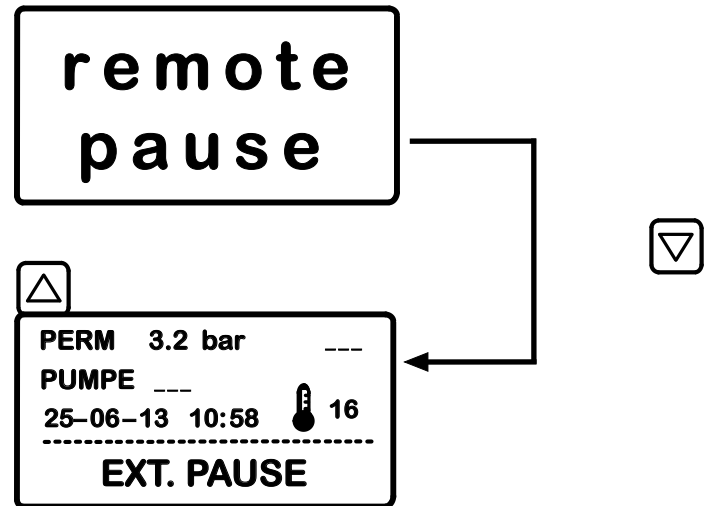 remote
pause
PERM 3.2 bar ___
PUMPE ___
25-06-13 10:58 16
EXT. PAUSE